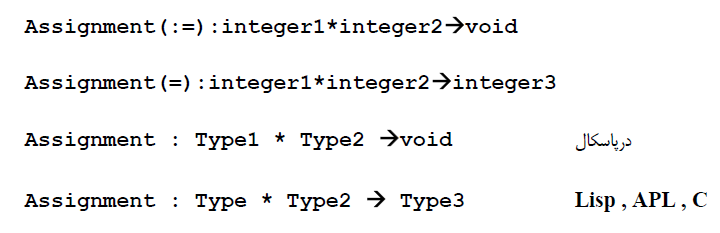 Assignment(:=):integer1*integer2→void
Assignment(=):integer1*integer2→integer3
Assignment : Type1 * Type2 →void درپاسکال
Assignment : Type * Type2 → Type3 Lisp , APL , C